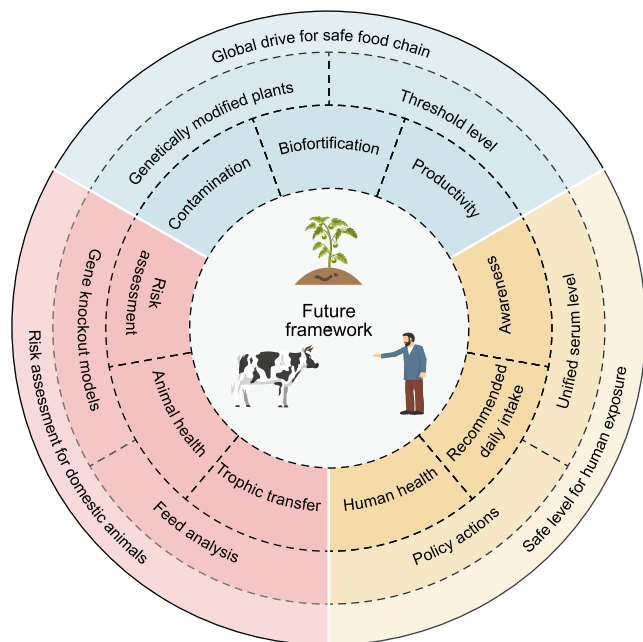 Global drive for safe food chain
Genetically modified plants
Threshold level
Contamination
Biofortification
Productivity
Risk assessment for domestic animals
Gene knockout models
Feed analysis
Risk
assessment
Animal health
Trophic transfer
Future
framework
Awareness
Recommended
daily intake
Human health
Unified serum level
Policy actions
Safe level for human exposure